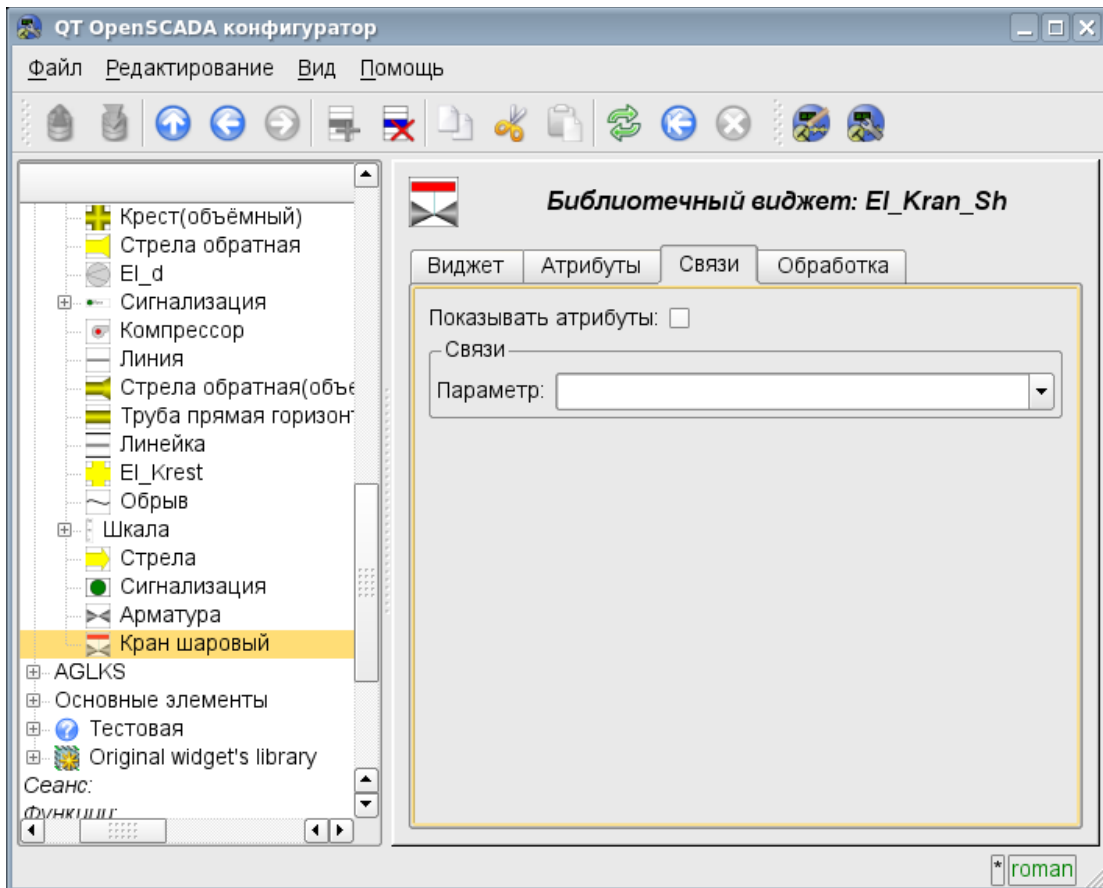 QT OpenSCADA конфигуратор
Файл Редактирование Вид Помощь
Крест(объёмный)
Стрела обратная
El_d
Сигнализация
Компрессор
Линия
Стрела обратная(объе
Труба прямая горизонт
Линейка
El_Krest
Обрыв
Шкала
Стрела
Сигнализация
Арматура
Кран шаровый
AGLKS
Основные элементы
Тестовая
Original widget's library
Сеанс:
Функции:
Библиотечный виджет: El_Kran_Sh
Виджет Атрибуты Связи Обработка
Показывать атрибуты:
Связи
Параметр:
* roman